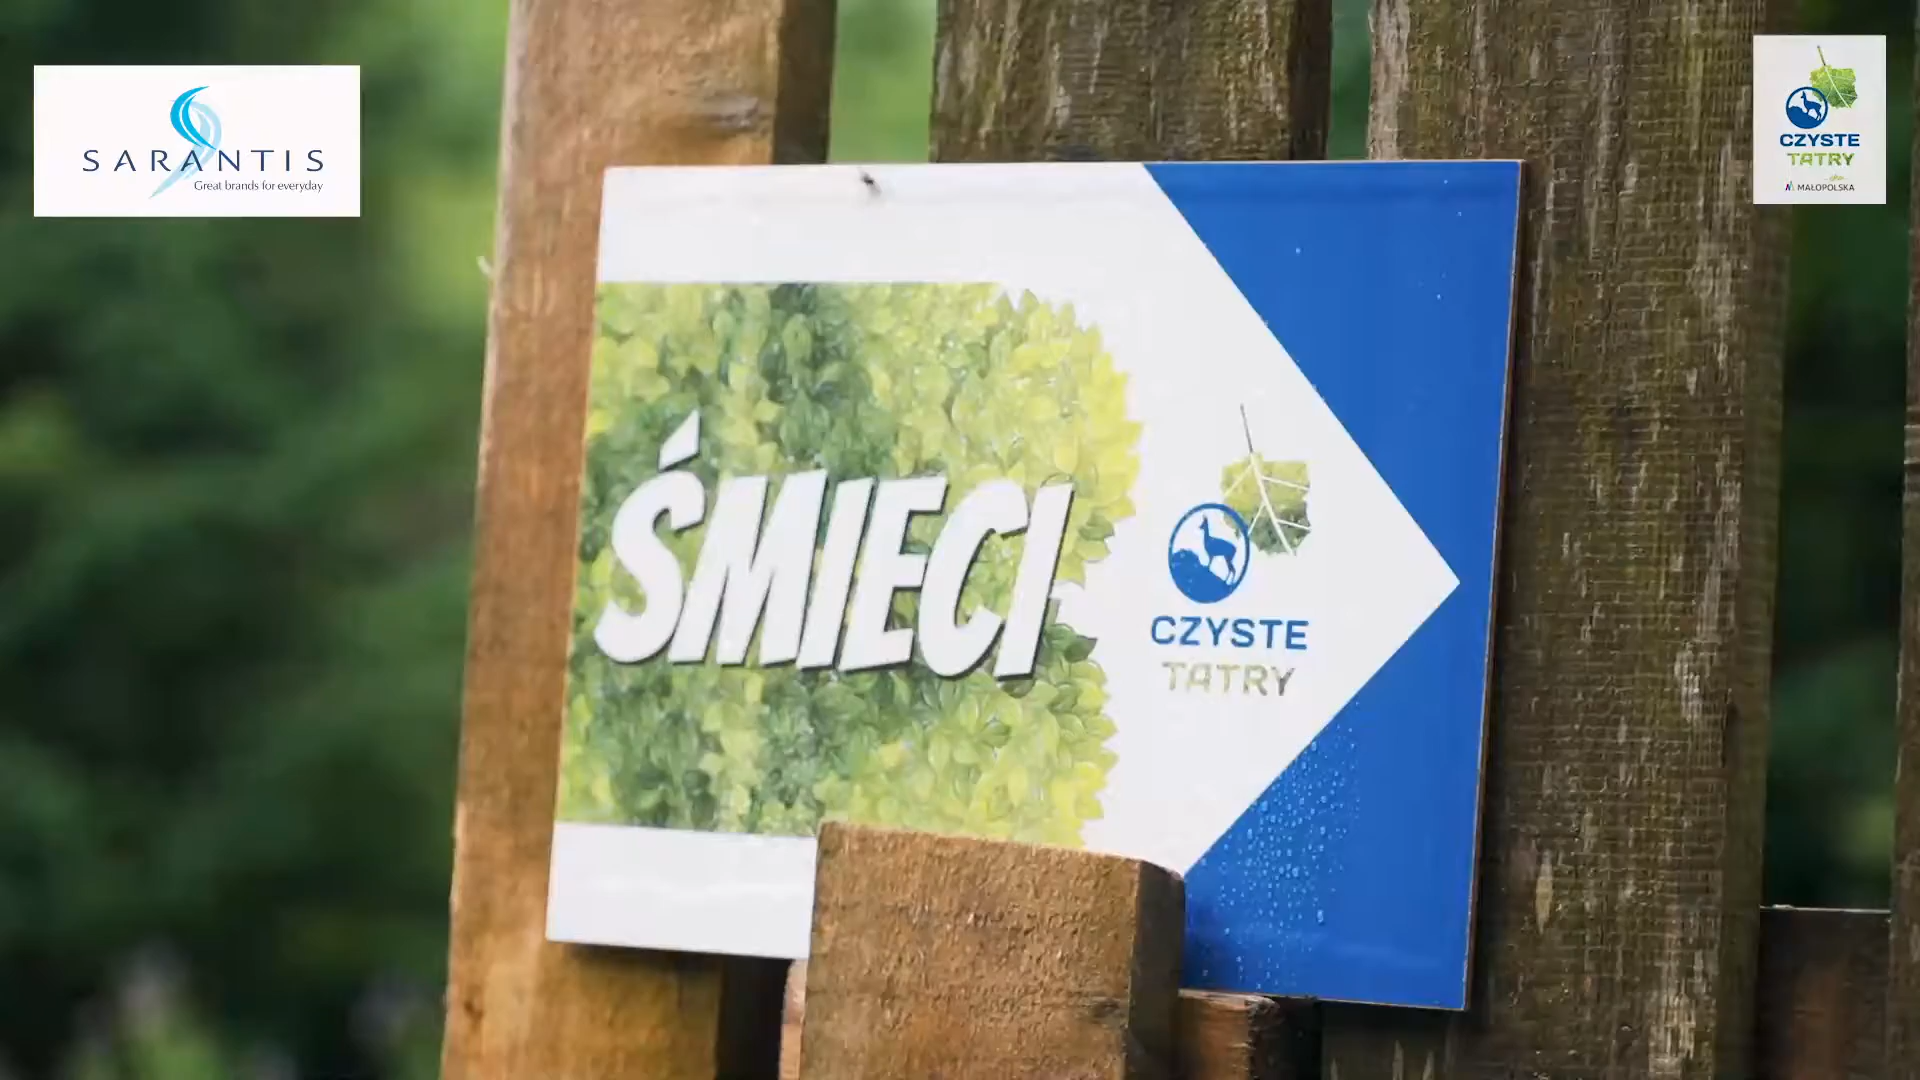 SARANTIS
Great brands for everyday
CZYSTE
TATRY
MAŁOPOLSKA
ŚMIECI
CZYSTE
TATRY